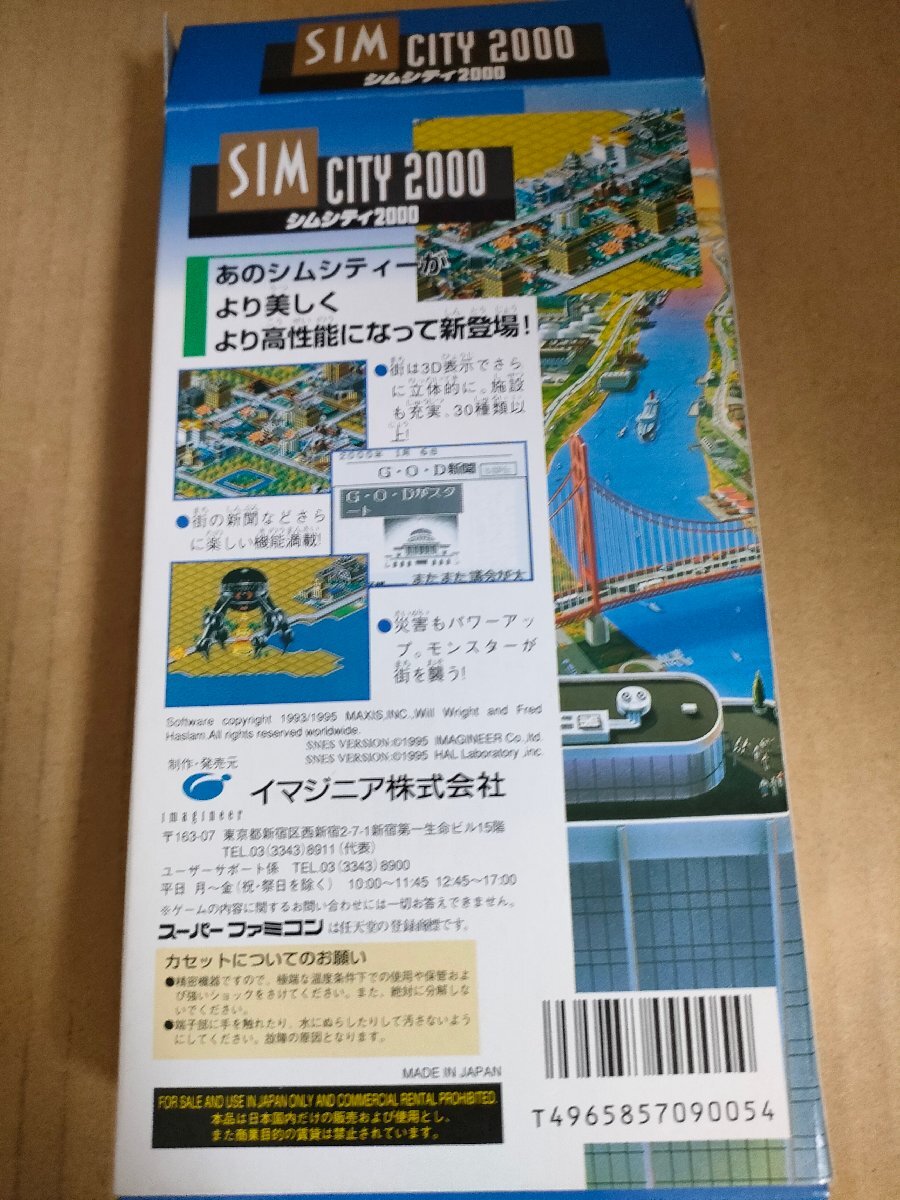 SIM CITY 2000
シムシティ2000
SIM CITY 2000
シムシティ2000
あのシムシティーが
より美しく
より高性能になって新登場!
●街は3D表示でさら
に立体的に。施設
も充実。30種類以
上!
2000年 1月 6日
G・O・D新聞
G・O・Dがスタ
ート
またまた議会が大
●街の新聞などさら
に楽しい機能満載!
●災害もパワーアッ
プ。モンスターが
街を襲う!
Software copyright 1993/1995 MAXIS,INC.,Will Wright and Fred
Haslam.All rights reserved worldwide.
SNES VERSION:©1995 IMAGINEER Co.,ltd.
SNES VERSION:©1995 HAL Laboratory ,inc.
制作・発売元
imagineer
イマジニア株式会社
〒163-07 東京都新宿区西新宿2-7-1新宿第一生命ビル15階
TEL.03(3343)8911(代表)
ユーザーサポート係 TEL.03(3343)8900
平日 月〜金(祝・祭日を除く) 10:00〜11:45 12:45〜17:00
※ゲームの内容に関するお問い合わせには一切お答えできません。
スーパーファミコンは任天堂の登録商標です。
カセットについてのお願い
●精密機器ですので、極端な温度条件下での使用や保管およ
び強いショックをさけてください。また、絶対に分解しな
いでください。
●端子部に手を触れたり、水にぬらしたりして汚さないよう
にしてください。故障の原因となります。
MADE IN JAPAN
FOR SALE AND USE IN JAPAN ONLY AND COMMERCIAL RENTAL PROHIBITED.
本品は日本国内だけの販売および使用とし、
また商業目的の賃貸は禁止されています。
T4965857090054